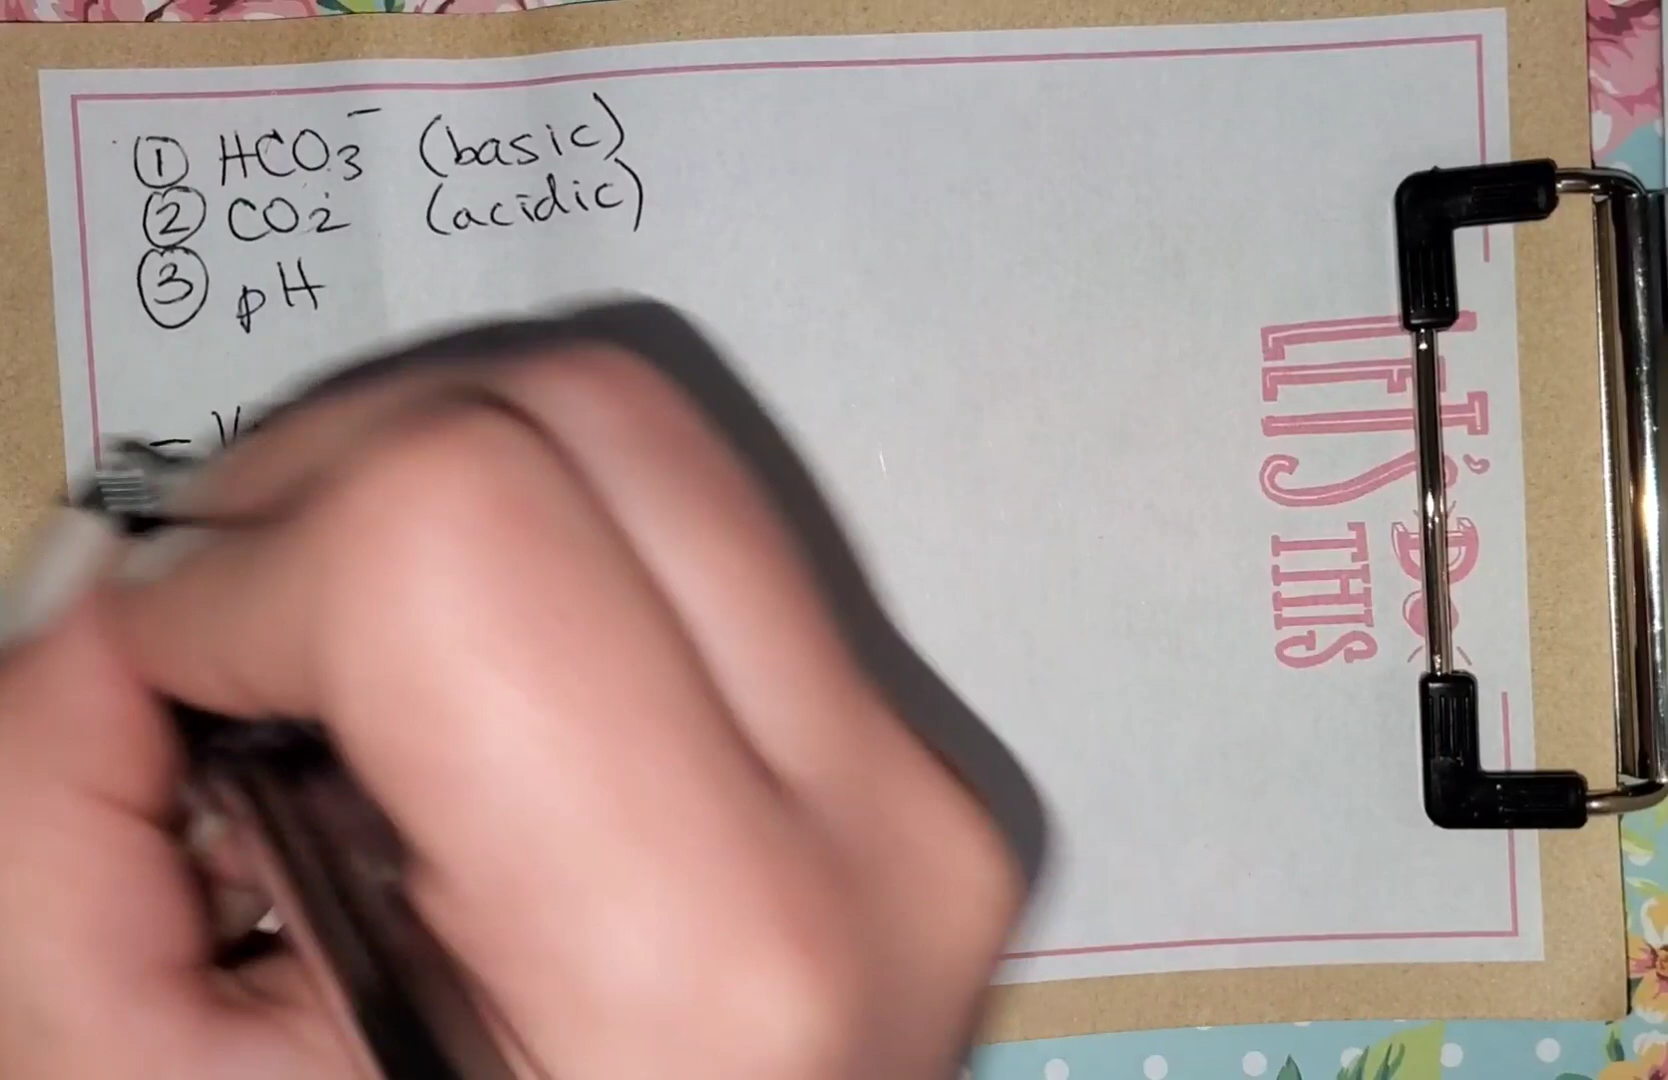 ① HCO₃⁻ (basic)
② CO₂ (acidic)
③ pH
LET'S
DO
THIS